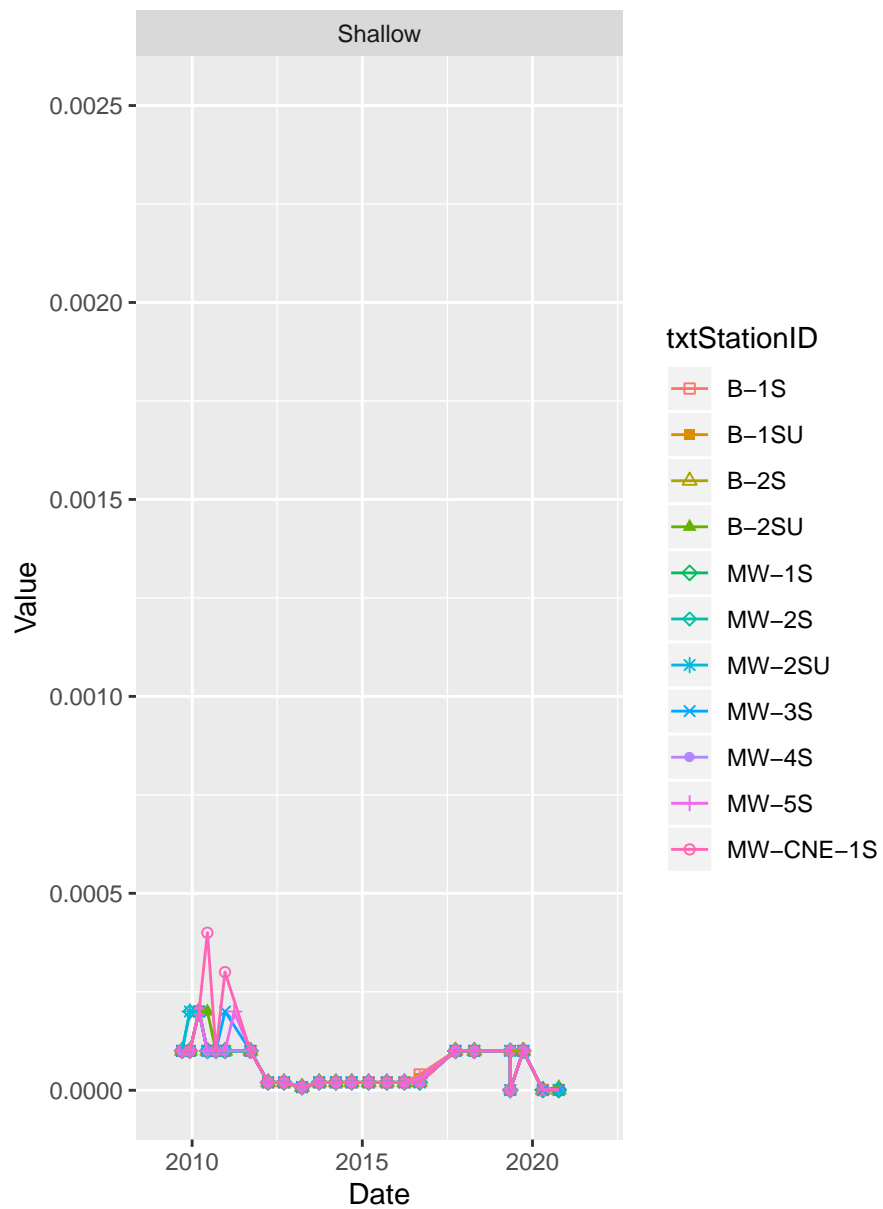 Shallow
0.0025
0.0020
0.0015
0.0010
0.0005
0.0000
Value
2010
2015
2020
Date
txtStationID
B−1S
B−1SU
B−2S
B−2SU
MW−1S
MW−2S
MW−2SU
MW−3S
MW−4S
MW−5S
MW−CNE−1S